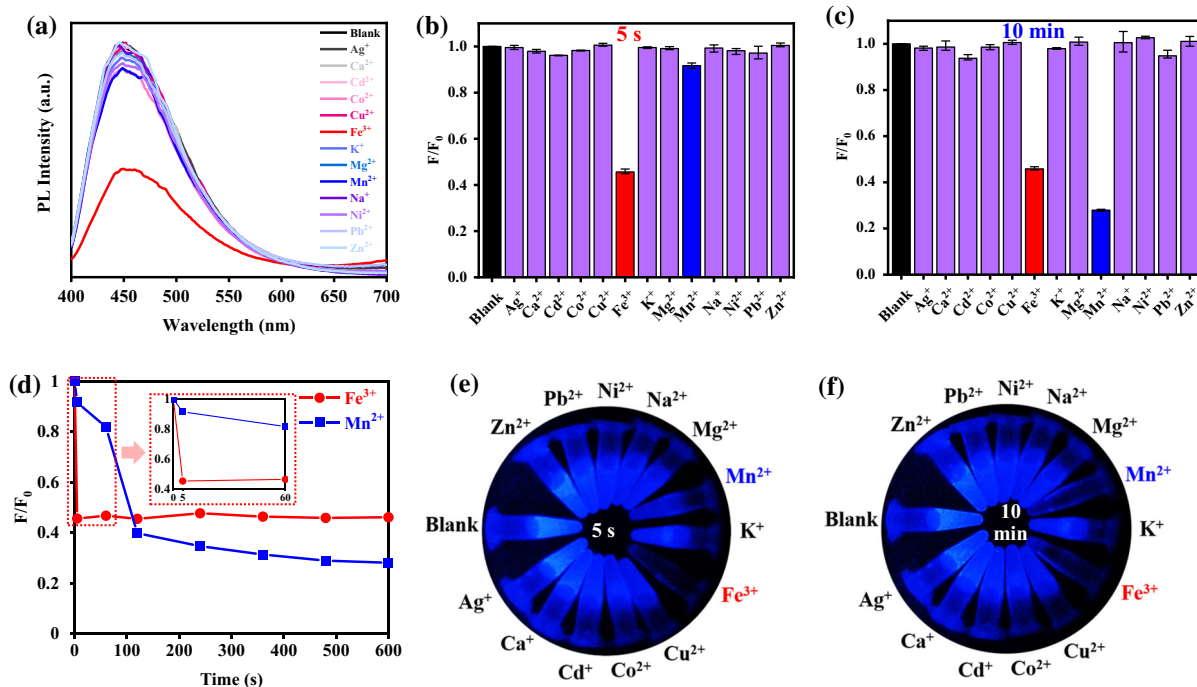 (a)
PL Intensity (a.u.)
400 450 500 550 600 650 700
Wavelength (nm)
Blank
Ag⁺
Ca²⁺
Cd²⁺
Co²⁺
Cu²⁺
Fe³⁺
K⁺
Mg²⁺
Mn²⁺
Na⁺
Ni²⁺
Pb²⁺
Zn²⁺
(b)
5 s
F/F₀
1.0
0.8
0.6
0.4
0.2
0.0
Blank Ag⁺ Ca²⁺ Cd²⁺ Co²⁺ Cu²⁺ Fe³⁺ K⁺ Mg²⁺ Mn²⁺ Na⁺ Ni²⁺ Pb²⁺ Zn²⁺
(c)
10 min
F/F₀
1.0
0.8
0.6
0.4
0.2
0.0
Blank Ag⁺ Ca²⁺ Cd²⁺ Co²⁺ Cu²⁺ Fe³⁺ K⁺ Mg²⁺ Mn²⁺ Na⁺ Ni²⁺ Pb²⁺ Zn²⁺
(d)
F/F₀
1
0.8
0.6
0.4
0.2
0
0 100 200 300 400 500 600
Time (s)
Fe³⁺
Mn²⁺
1
0.8
0.6
0.4
0 5 60
(e)
Blank
Zn²⁺
Pb²⁺
Ni²⁺
Na²⁺
Mg²⁺
Mn²⁺
K⁺
Fe³⁺
Cu²⁺
Co²⁺
Cd⁺
Ca⁺
Ag⁺
5 s
(f)
Blank
Zn²⁺
Pb²⁺
Ni²⁺
Na²⁺
Mg²⁺
Mn²⁺
K⁺
Fe³⁺
Cu²⁺
Co²⁺
Cd⁺
Ca⁺
Ag⁺
10
min